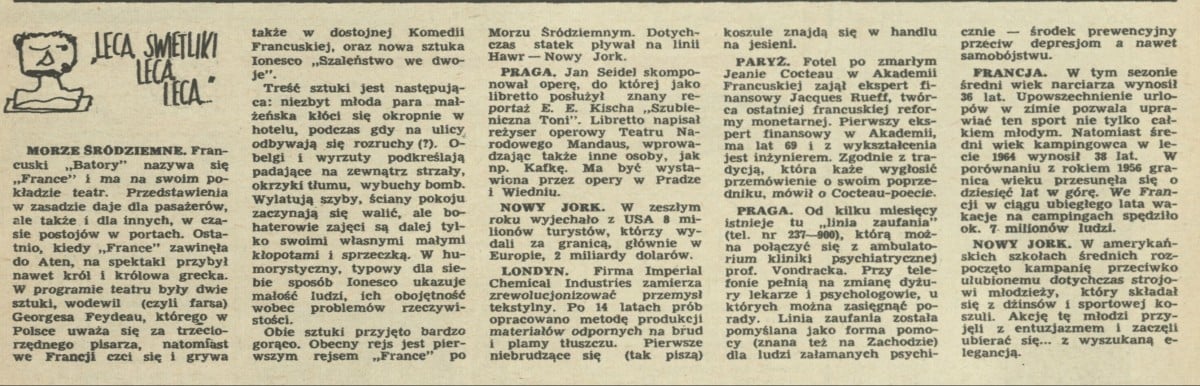 „LECĄ, ŚWIETLIKI
LECĄ,
LECĄ..."
MORZE ŚRÓDZIEMNE. Fran-
cuski „Batory" nazywa się
„France" i ma na swoim po-
kładzie teatr. Przedstawienia
w zasadzie daje dla pasażerów,
ale także i dla innych, w cza-
sie postojów w portach. Osta-
tnio, kiedy „France" zawinęła
do Aten, na spektakl przybył
nawet król i królowa grecka.
W programie teatru były dwie
sztuki, wodewil (czyli farsa)
Georgesa Feydeau, którego w
Polsce uważa się za trzecio-
rzędnego pisarza, natomiast
we Francji czci się i grywa
także w dostojnej Komedii
Francuskiej, oraz nowa sztuka
Ionesco „Szaleństwo we dwo-
je".
Treść sztuki jest następują-
ca: niezbyt młoda para mał-
żeńska kłóci się okropnie w
hotelu, podczas gdy na ulicy
odbywają się rozruchy (?). O-
belgi i wyrzuty podkreślają
padające na zewnątrz strzały,
okrzyki tłumu, wybuchy bomb.
Wylatują szyby, ściany pokoju
zaczynają się walić, ale bo-
haterowie zajęci są dalej tyl-
ko swoimi własnymi małymi
kłopotami i sprzeczką. W hu-
morystyczny, typowy dla sie-
bie sposób Ionesco ukazuje
małość ludzi, ich obojętność
wobec problemów rzeczywi-
stości.
Obie sztuki przyjęto bardzo
gorąco. Obecny rejs jest pier-
wszym rejsem „France" po
Morzu Śródziemnym. Dotych-
czas statek pływał na linii
Hawr — Nowy Jork.
PRAGA. Jan Seidel skompo-
nował operę, do której jako
libretto posłużył znany re-
portaż E. E. Kischa „Szubie-
niczna Toni". Libretto napisał
reżyser operowy Teatru Na-
rodowego Mandaus, wprowa-
dzając także inne osoby, jak
np. Kafkę. Ma być wysta-
wiona przez opery w Pradze
i Wiedniu.
NOWY JORK. W zeszłym
roku wyjechało z USA 8 mi-
lionów turystów, którzy wy-
dali za granicą, głównie w
Europie, 2 miliardy dolarów.
LONDYN. Firma Imperial
Chemical Industries zamierza
zrewolucjonizować przemysł
tekstylny. Po 14 latach prób
opracowano metodę produkcji
materiałów odpornych na brud
i plamy tłuszczu. Pierwsze
niebrudzące się (tak piszą)
koszule znajdą się w handlu
na jesieni.
PARYŻ. Fotel po zmarłym
Jeanie Cocteau w Akademii
Francuskiej zajął ekspert fi-
nansowy Jacques Rueff, twór-
ca ostatniej francuskiej refor-
my monetarnej. Pierwszy eks-
pert finansowy w Akademii,
ma lat 69 i z wykształcenia
jest inżynierem. Zgodnie z tra-
dycją, która każe wygłosić
przemówienie o swoim poprze-
dniku, mówił o Cocteau-poecie.
PRAGA. Od kilku miesięcy
istnieje tu „linia zaufania"
(tel. nr 237—900), którą moż-
na połączyć się z ambulato-
rium kliniki psychiatrycznej
prof. Vondracka. Przy tele-
fonie pełnią na zmianę dyżu-
ry lekarze i psychologowie, u
których można zasięgnąć po-
rady. Linia zaufania została
pomyślana jako forma pomo-
cy (znana też na Zachodzie)
dla ludzi załamanych psychi-
cznie — środek prewencyjny
przeciw depresjom a nawet
samobójstwu.
FRANCJA. W tym sezonie
średni wiek narciarza wynosił
36 lat. Upowszechnienie urlo-
pów w zimie pozwala upra-
wiać ten sport nie tylko cał-
kiem młodym. Natomiast śre-
dni wiek kampingowca w le-
cie 1964 wynosił 38 lat. W
porównaniu z rokiem 1956 gra-
nica wieku przesunęła się o
dziesięć lat w górę. We Fran-
cji w ciągu ubiegłego lata wa-
kacje na campingach spędziło
ok. 7 milionów ludzi.
NOWY JORK. W amerykań-
skich szkołach średnich roz-
poczęto kampanię przeciwko
ulubionemu dotychczas strojo-
wi młodzieży, który składał
się z dżinsów i sportowej ko-
szuli. Akcję tę młodzi przy-
jęli z entuzjazmem i zaczęli
ubierać się... z wyszukaną e-
legancją.